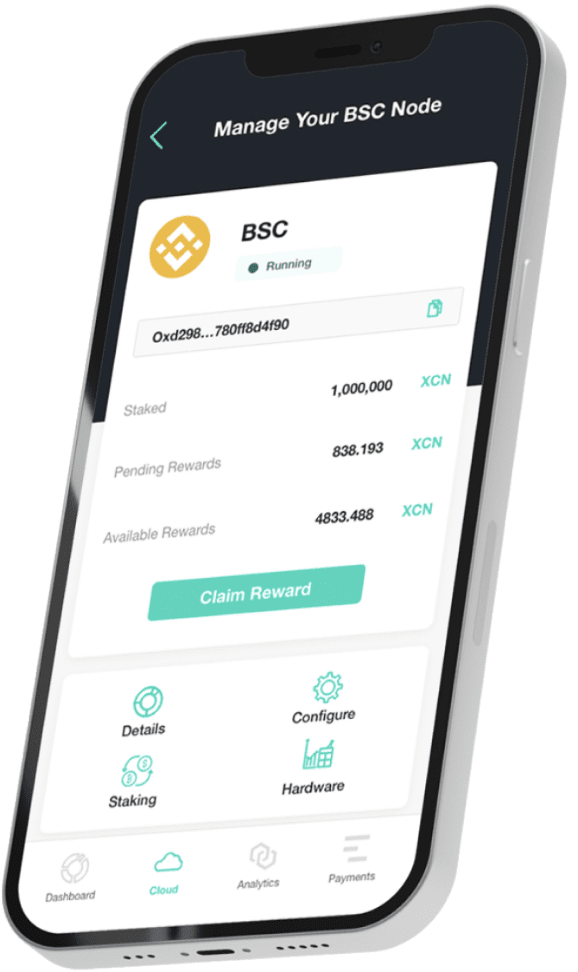 Manage Your BSC Node
BSC
Running
Oxd298...780ff8d4f90
Staked 1,000,000 XCN
Pending Rewards 838.193 XCN
Available Rewards 4833.488 XCN
Claim Reward
Details Configure
Staking Hardware
Dashboard Cloud Analytics Payments